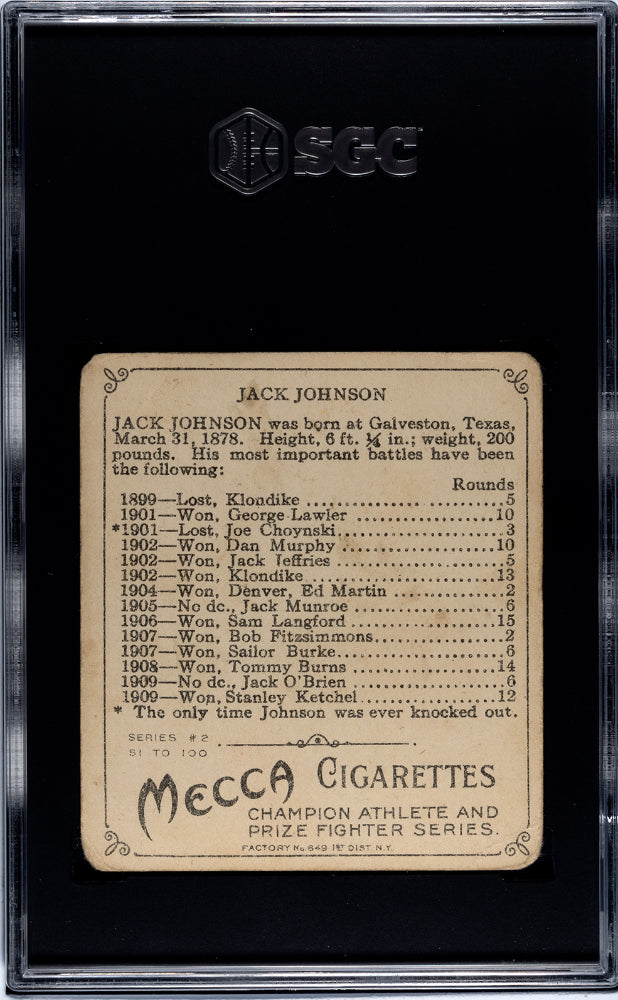 SGC
JACK JOHNSON
JACK JOHNSON was born at Galveston, Texas,
March 31, 1878. Height, 6 ft. ¼ in.; weight, 200
pounds. His most important battles have been
the following:
Rounds
1899—Lost, Klondike ........................5
1901—Won, George Lawler .................10
*1901—Lost, Joe Choynski.....................3
1902—Won, Dan Murphy ...................10
1902—Won, Jack Jeffries .....................5
1902—Won, Klondike ........................13
1904—Won, Denver, Ed Martin ..............2
1905—No dc., Jack Munroe ...................6
1906—Won, Sam Langford ...................15
1907—Won, Bob Fitzsimmons................2
1907—Won, Sailor Burke.....................6
1908—Won, Tommy Burns ..................14
1909—No dc., Jack O'Brien ...................6
1909—Won, Stanley Ketchel..................12
* The only time Johnson was ever knocked out.
SERIES #2
51 TO 100
MECCA CIGARETTES
CHAMPION ATHLETE AND
PRIZE FIGHTER SERIES.
FACTORY No. 649 1ST DIST. N.Y.